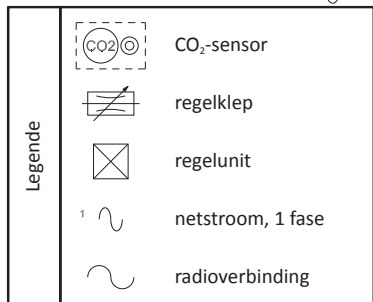 Legende
CO2 CO₂-sensor
regelklep
regelunit
1 netstroom, 1 fase
radioverbinding